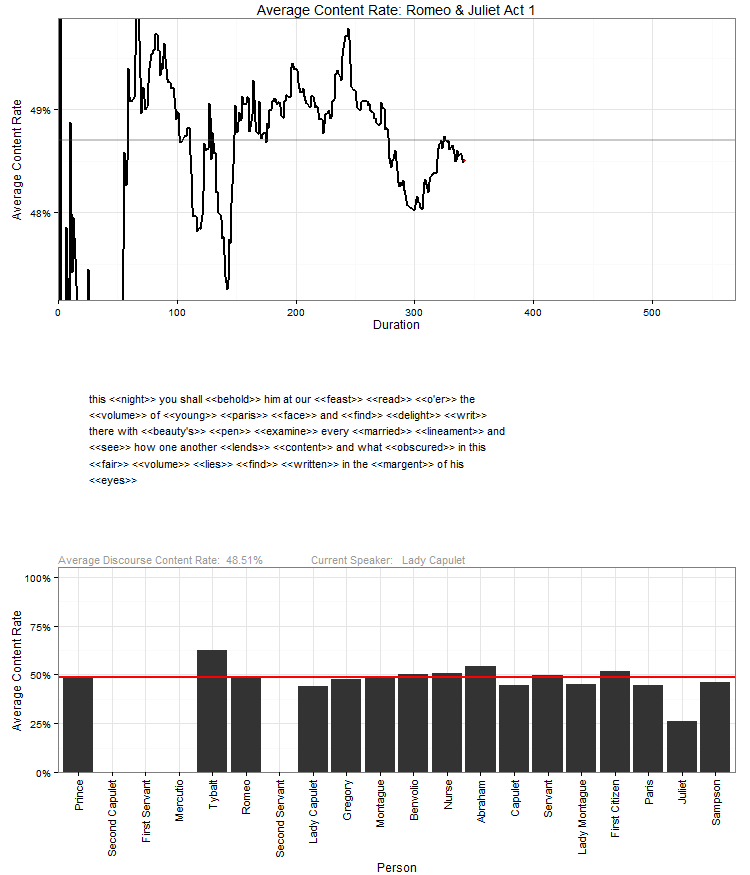 Average Content Rate: Romeo & Juliet Act 1
Average Content Rate
49%
48%
0 100 200 300 400 500
Duration
this <<night>> you shall <<behold>> him at our <<feast>> <<read>> <<o'er>> the
<<volume>> of <<young>> <<paris>> <<face>> and <<find>> <<delight>> <<writ>>
there with <<beauty's>> <<pen>> <<examine>> every <<married>> <<lineament>> and
<<see>> how one another <<lends>> <<content>> and what <<obscured>> in this
<<fair>> <<volume>> <<lies>> <<find>> <<written>> in the <<margent>> of his
<<eyes>>
Average Discourse Content Rate: 48.51% Current Speaker: Lady Capulet
Average Content Rate
100%
75%
50%
25%
0%
Prince
Second Capulet
First Servant
Mercutio
Tybalt
Romeo
Second Servant
Lady Capulet
Gregory
Montague
Benvolio
Nurse
Abraham
Capulet
Servant
Lady Montague
First Citizen
Paris
Juliet
Sampson
Person